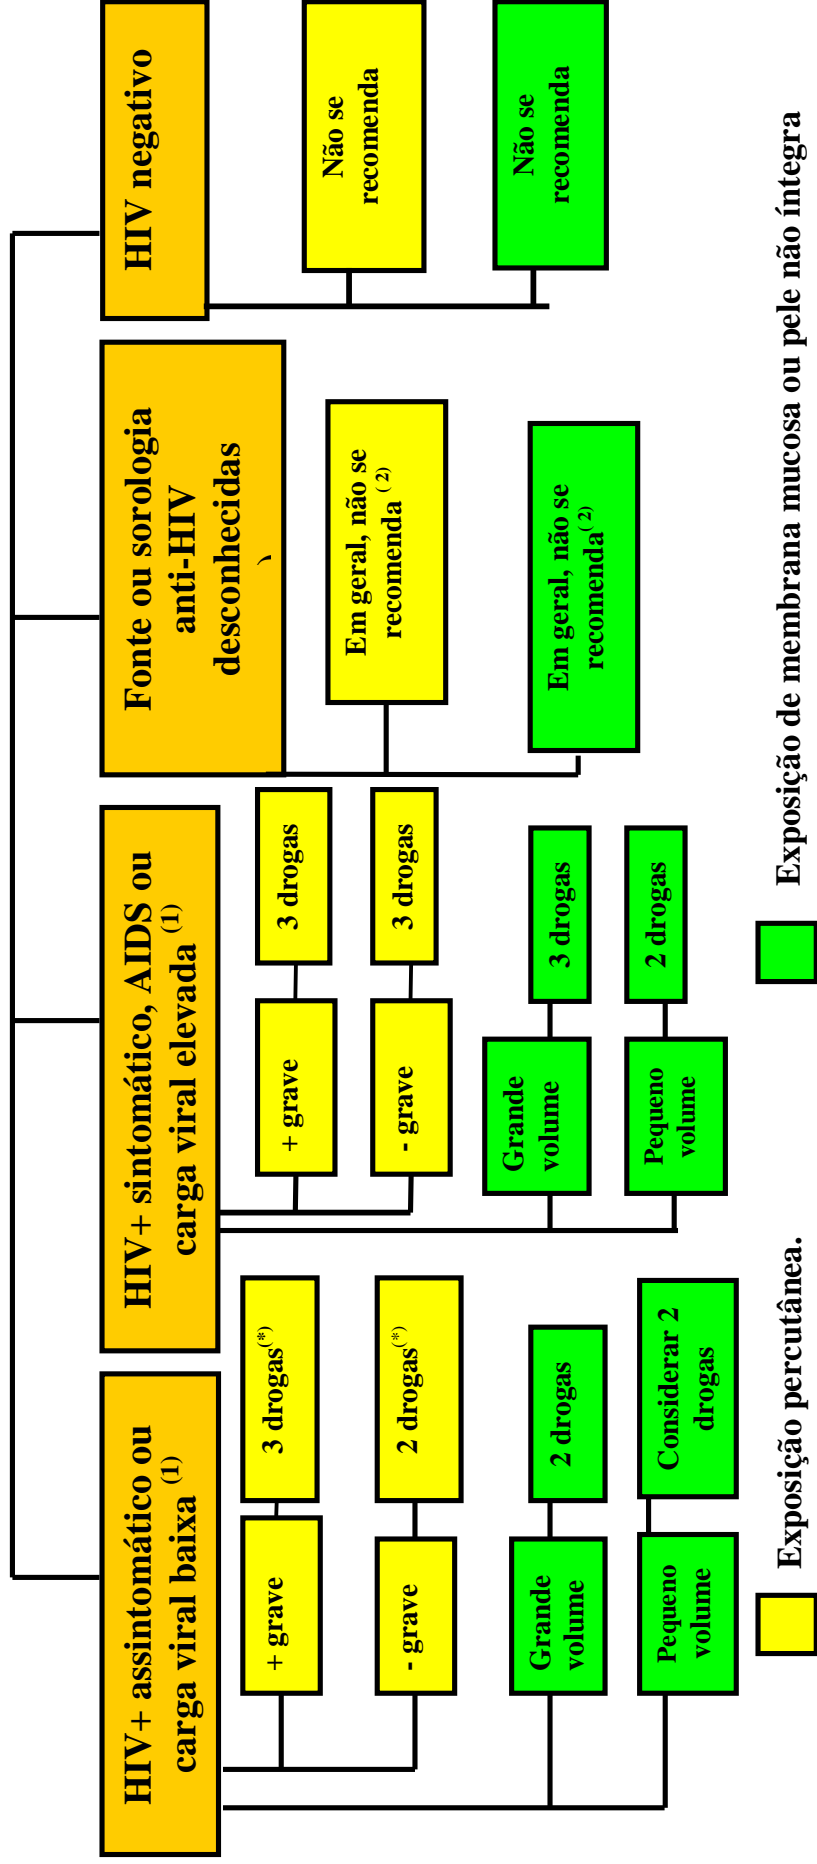 HIV+ assintomático ou
carga viral baixa (1)
+ grave
3 drogas(*)
- grave
2 drogas(*)
Grande
volume
2 drogas
Pequeno
volume
Considerar 2
drogas
HIV+ sintomático, AIDS ou
carga viral elevada (1)
+ grave
3 drogas
- grave
3 drogas
Grande
volume
3 drogas
Pequeno
volume
2 drogas
Fonte ou sorologia
anti-HIV
desconhecidas
)
Em geral, não se
recomenda (2)
Em geral, não se
recomenda(2)
HIV negativo
Não se
recomenda
Não se
recomenda
Exposição percutânea.
Exposição de membrana mucosa ou pele não íntegra